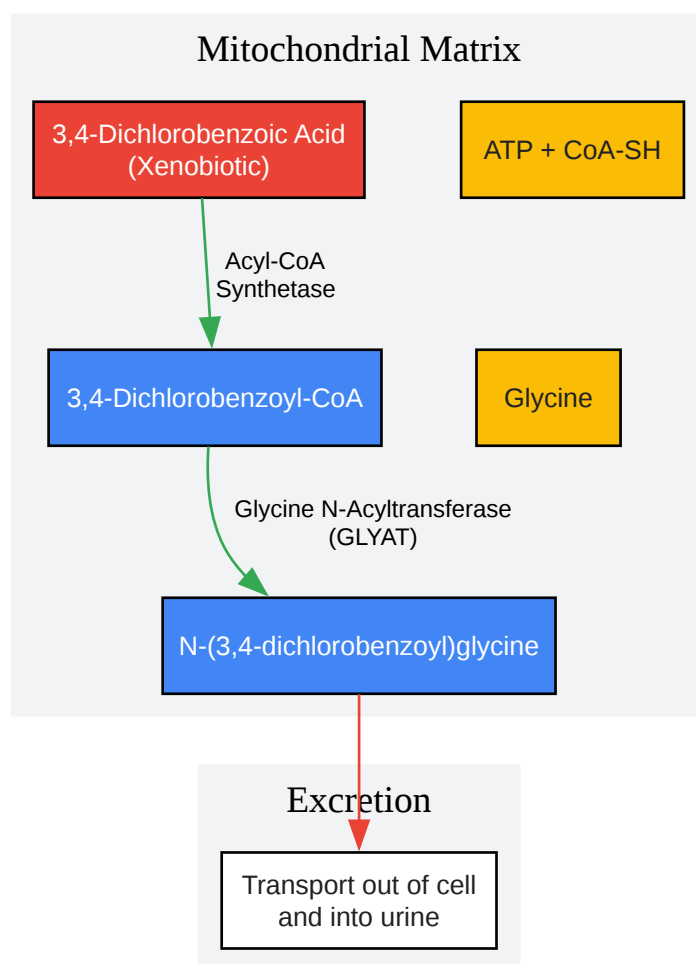 Mitochondrial Matrix
3,4-Dichlorobenzoic Acid
(Xenobiotic)
ATP + CoA-SH
Acyl-CoA
Synthetase
3,4-Dichlorobenzoyl-CoA
Glycine
Glycine N-Acyltransferase
(GLYAT)
N-(3,4-dichlorobenzoyl)glycine
Excretion
Transport out of cell
and into urine